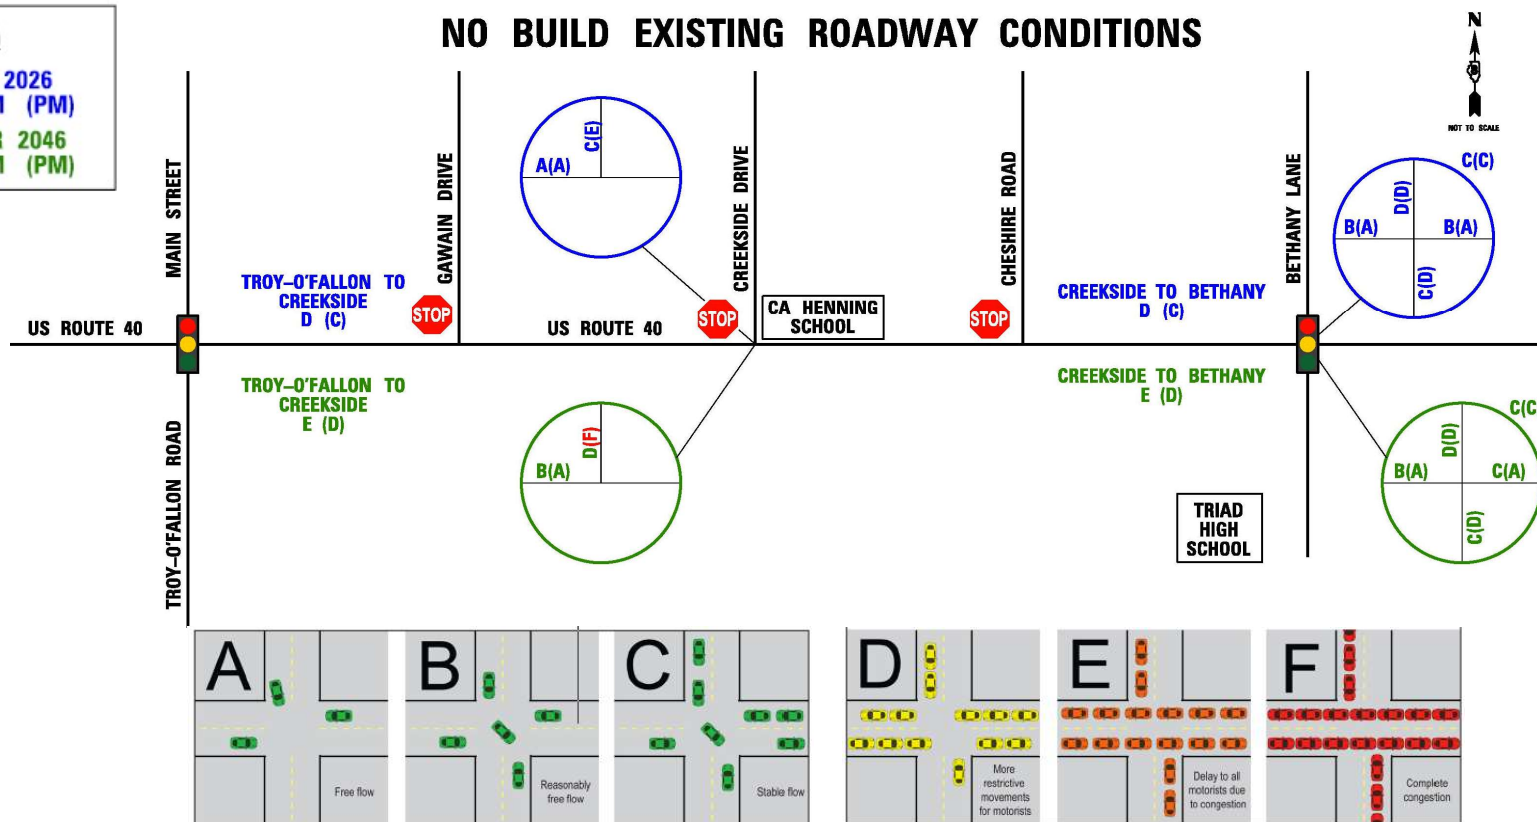 NO BUILD EXISTING ROADWAY CONDITIONS
2026
(PM)
2046
(PM)
N
NOT TO SCALE
MAIN STREET
GAWAIN DRIVE
CREEKSIDE DRIVE
CHESHIRE ROAD
BETHANY LANE
C(E)
A(A)
C(C)
D(D)
B(A)
B(A)
C(D)
TROY–O'FALLON TO
CREEKSIDE
D (C)
CREEKSIDE TO BETHANY
D (C)
US ROUTE 40
STOP
US ROUTE 40
STOP
CA HENNING
SCHOOL
STOP
TROY–O'FALLON TO
CREEKSIDE
E (D)
CREEKSIDE TO BETHANY
E (D)
TROY–O'FALLON ROAD
D(F)
B(A)
C(C
D(D)
B(A)
C(A)
C(D)
TRIAD
HIGH
SCHOOL
A
Free flow
B
Reasonably
free flow
C
Stable flow
D
More
restrictive
movements
for motorists
E
Delay to all
motorists due
to congestion
F
Complete
congestion